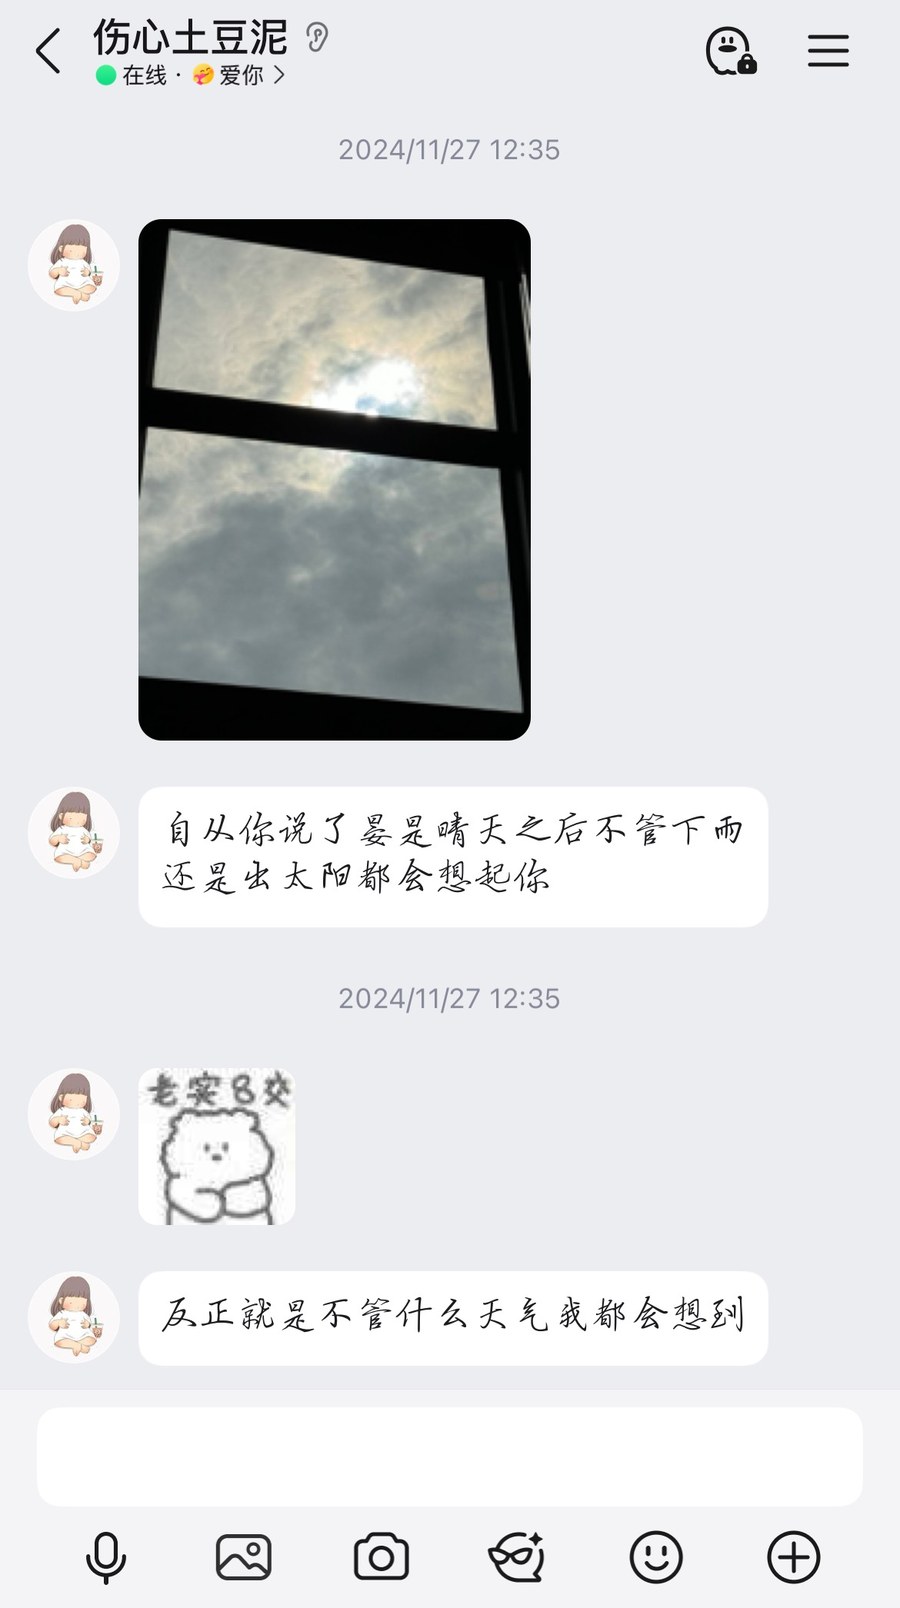 伤心土豆泥
在线 · 爱你
2024/11/27 12:35
自从你说了晏是晴天之后不管下雨
还是出太阳都会想起你
2024/11/27 12:35
老实8交
反正就是不管什么天气我都会想到